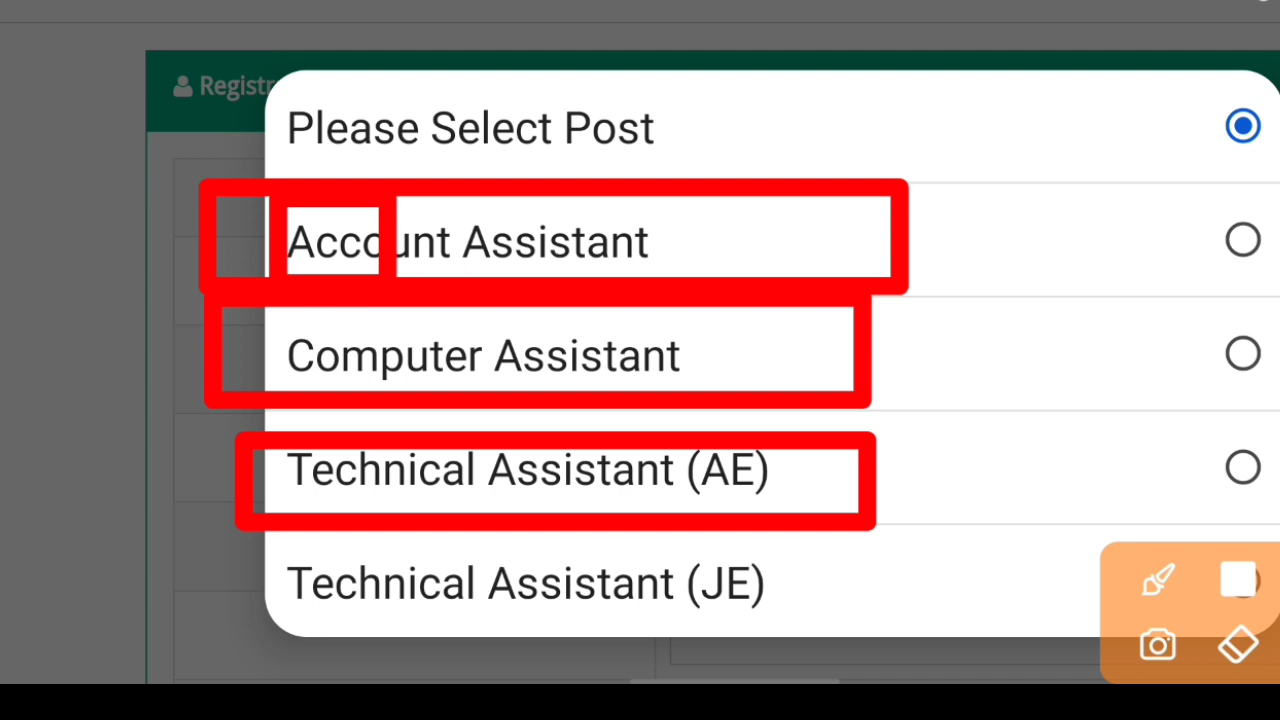 Registr
Please Select Post
Account Assistant
Computer Assistant
Technical Assistant (AE)
Technical Assistant (JE)